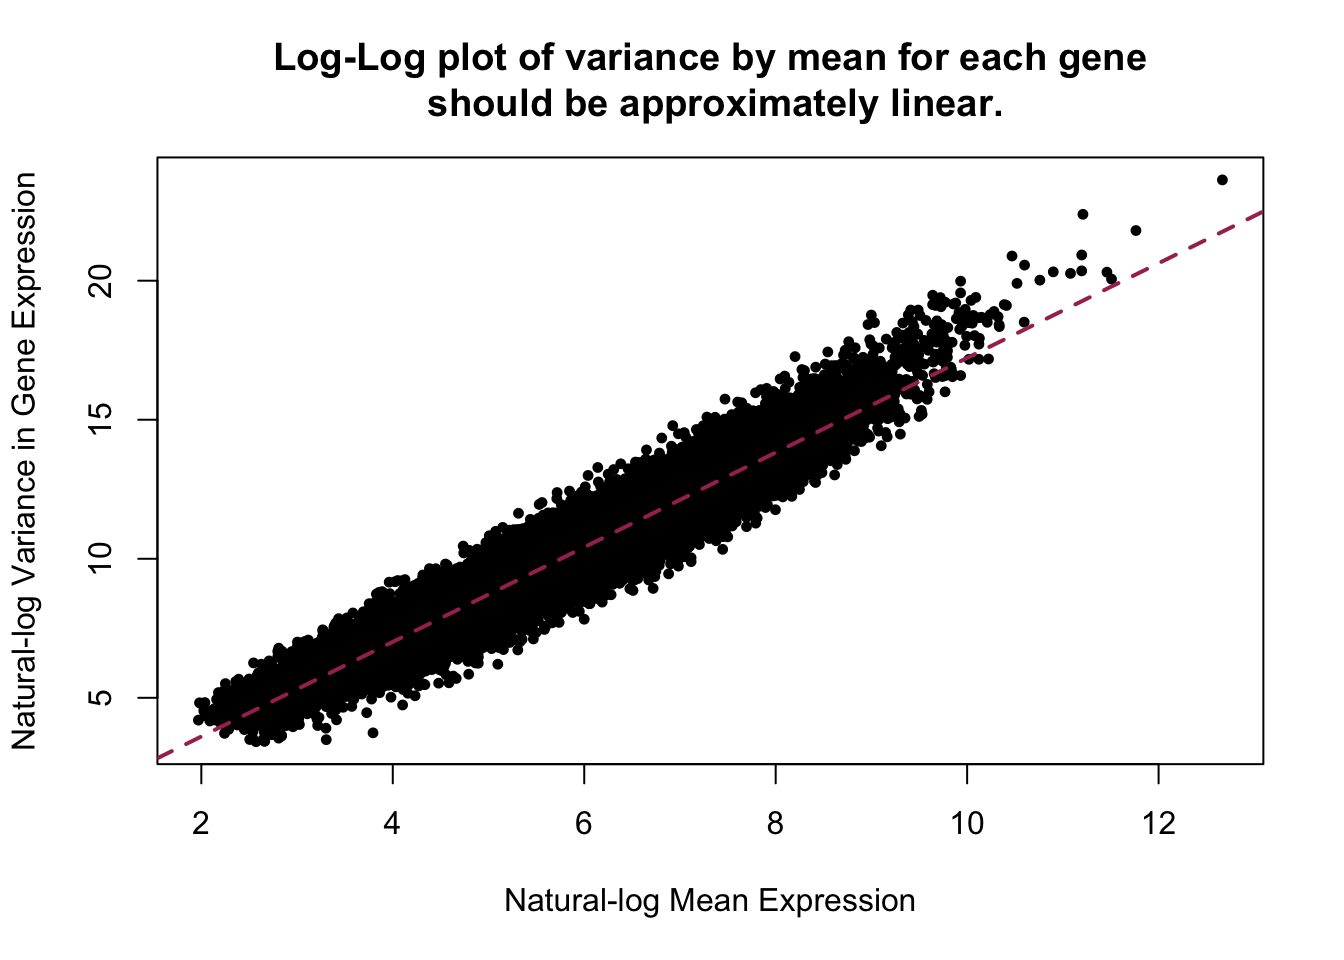 Log-Log plot of variance by mean for each gene
should be approximately linear.
Natural-log Variance in Gene Expression
20
15
10
5
2 4 6 8 10 12
Natural-log Mean Expression